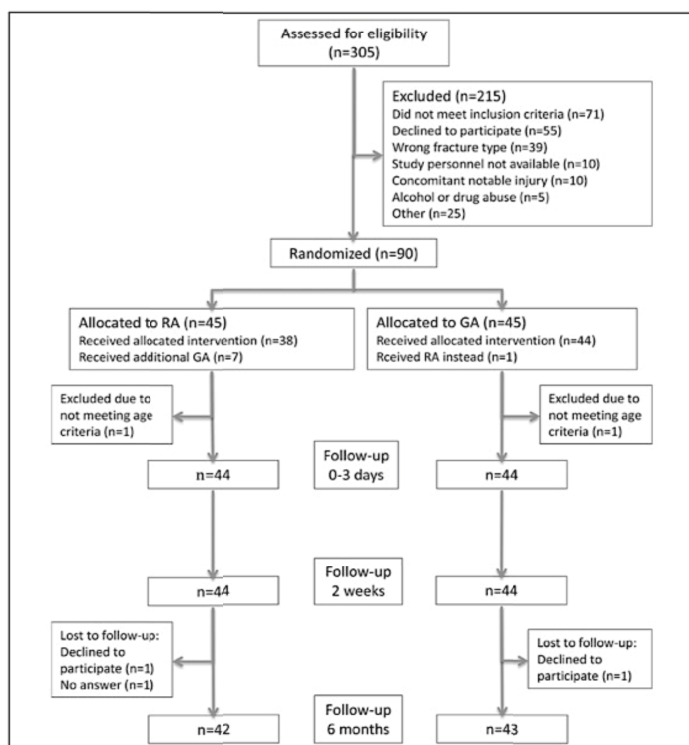 Assessed for eligibility
(n=305)
Excluded (n=215)
Did not meet inclusion criteria (n=71)
Declined to participate (n=55)
Wrong fracture type (n=39)
Study personnel not available (n=10)
Concomitant notable injury (n=10)
Alcohol or drug abuse (n=5)
Other (n=25)
Randomized (n=90)
Allocated to RA (n=45)
Received allocated intervention (n=38)
Received additional GA (n=7)
Allocated to GA (n=45)
Received allocated intervention (n=44)
Rceived RA instead (n=1)
Excluded due to
not meeting age
criteria (n=1)
Excluded due to
not meeting age
criteria (n=1)
n=44
Follow-up
0-3 days
n=44
n=44
Follow-up
2 weeks
n=44
Lost to follow-up:
Declined to
participate (n=1)
No answer (n=1)
Lost to follow-up:
Declined to
participate (n=1)
n=42
Follow-up
6 months
n=43